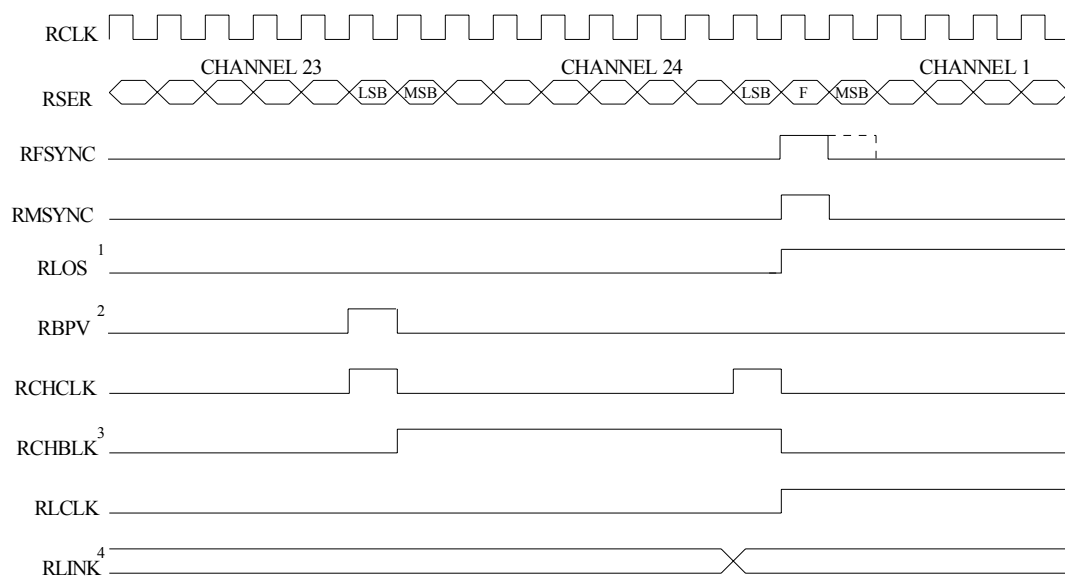 RCLK
CHANNEL 23 CHANNEL 24 CHANNEL 1
RSER LSB MSB LSB F MSB
RFSYNC
RMSYNC
RLOS 1
RBPV 2
RCHCLK
RCHBLK 3
RLCLK
RLINK 4